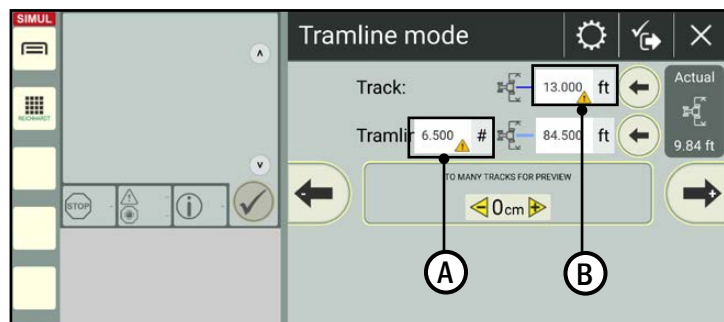 SIMUL
Tramline mode
REICHHARDT
Track: 13.000 ft
Actual
Tramlin 6.500 # 84.500 ft
9.84 ft
TO MANY TRACKS FOR PREVIEW
0cm
STOP
A
B